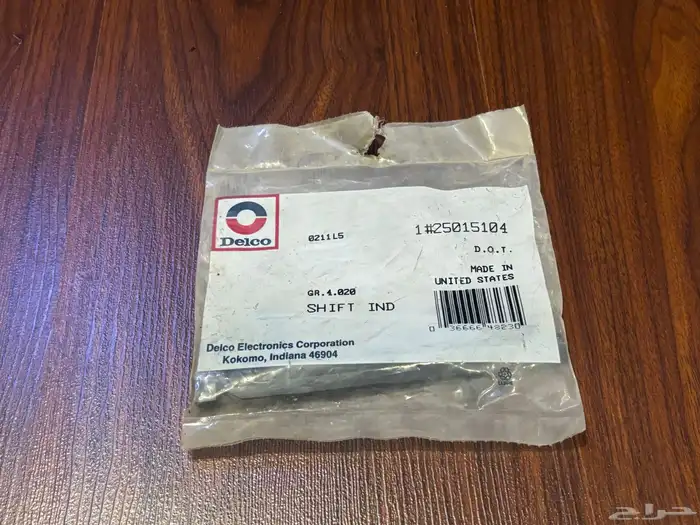 Delco
0211L5
1#25015104
D.O.T.
MADE IN
UNITED STATES
GR.4.020
SHIFT IND
0 36666 48230
Delco Electronics Corporation
Kokomo, Indiana 46904
حراج